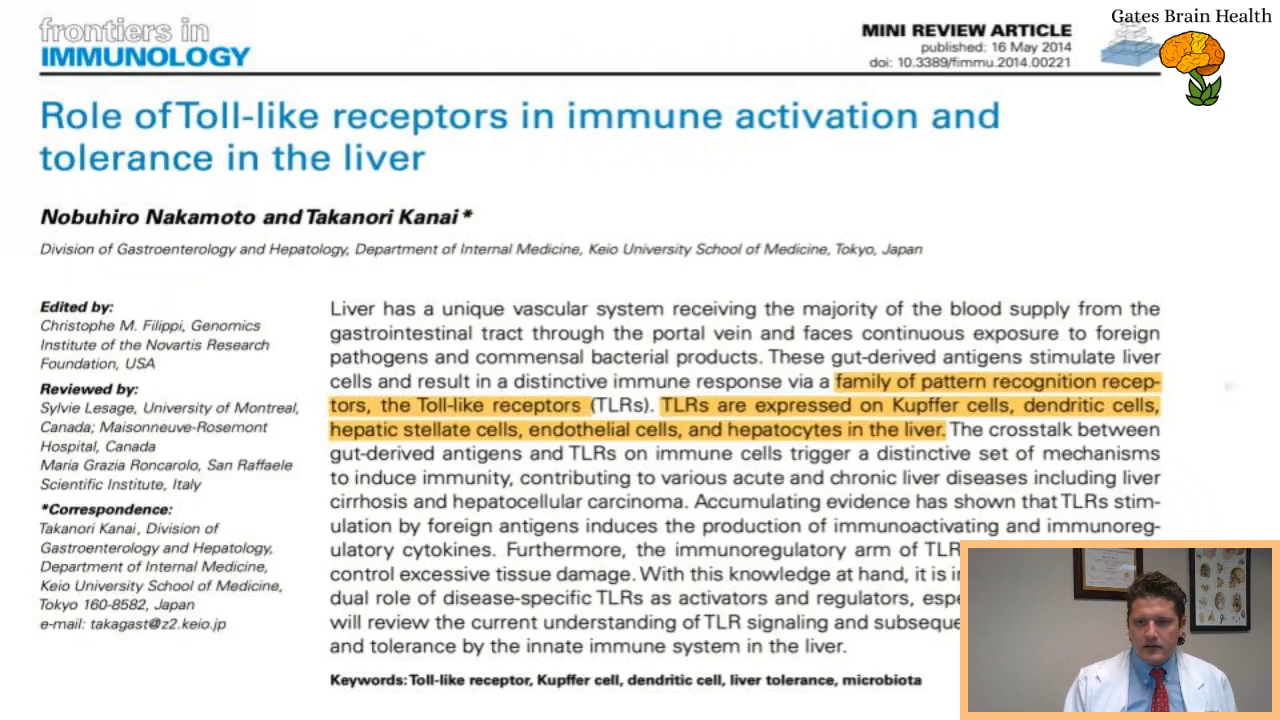 Gates Brain Health
frontiers in
IMMUNOLOGY
MINI REVIEW ARTICLE
published: 16 May 2014
doi: 10.3389/fimmu.2014.00221
Role of Toll-like receptors in immune activation and
tolerance in the liver
Nobuhiro Nakamoto and Takanori Kanai*
Division of Gastroenterology and Hepatology, Department of Internal Medicine, Keio University School of Medicine, Tokyo, Japan
Edited by:
Christophe M. Filippi, Genomics
Institute of the Novartis Research
Foundation, USA
Reviewed by:
Sylvie Lesage, University of Montreal,
Canada; Maisonneuve-Rosemont
Hospital, Canada
Maria Grazia Roncarolo, San Raffaele
Scientific Institute, Italy
*Correspondence:
Takanori Kanai, Division of
Gastroenterology and Hepatology,
Department of Internal Medicine,
Keio University School of Medicine,
Tokyo 160-8582, Japan
e-mail: takagast@z2.keio.jp
Liver has a unique vascular system receiving the majority of the blood supply from the
gastrointestinal tract through the portal vein and faces continuous exposure to foreign
pathogens and commensal bacterial products. These gut-derived antigens stimulate liver
cells and result in a distinctive immune response via a family of pattern recognition recep-
tors, the Toll-like receptors (TLRs). TLRs are expressed on Kupffer cells, dendritic cells,
hepatic stellate cells, endothelial cells, and hepatocytes in the liver. The crosstalk between
gut-derived antigens and TLRs on immune cells trigger a distinctive set of mechanisms
to induce immunity, contributing to various acute and chronic liver diseases including liver
cirrhosis and hepatocellular carcinoma. Accumulating evidence has shown that TLRs stim-
ulation by foreign antigens induces the production of immunoactivating and immunoreg-
ulatory cytokines. Furthermore, the immunoregulatory arm of TLR
control excessive tissue damage. With this knowledge at hand, it is i
dual role of disease-specific TLRs as activators and regulators, espe
will review the current understanding of TLR signaling and subseque
and tolerance by the innate immune system in the liver.
Keywords: Toll-like receptor, Kupffer cell, dendritic cell, liver tolerance, microbiota